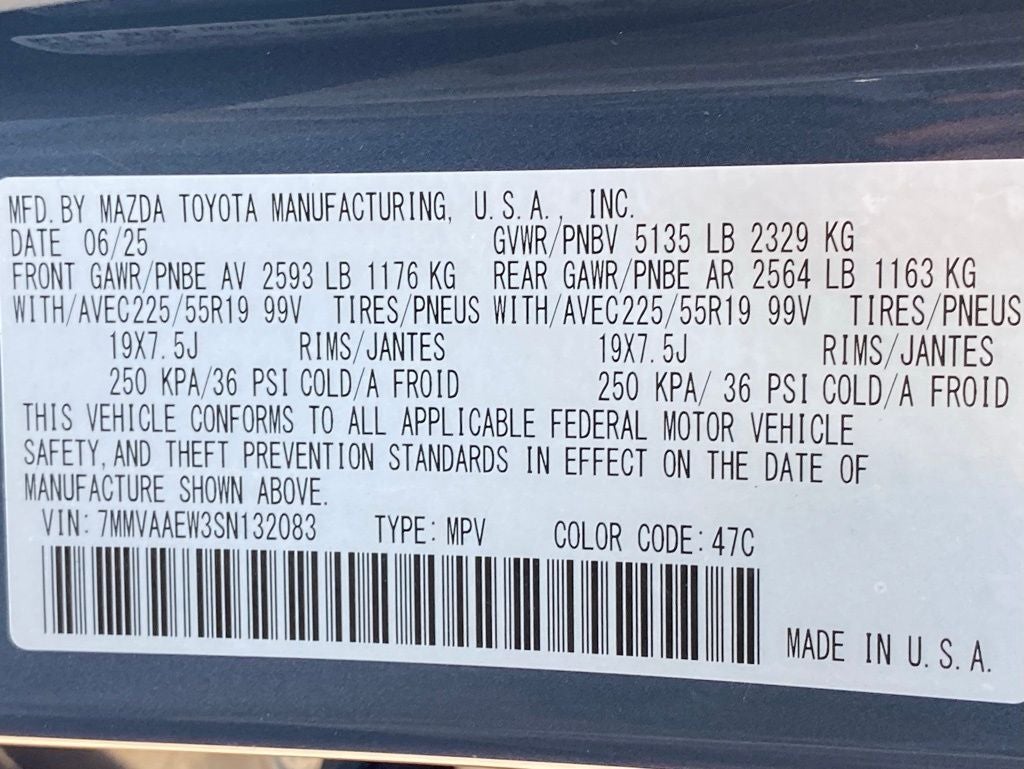 MFD. BY MAZDA TOYOTA MANUFACTURING, U.S.A., INC.
DATE 06/25 GVWR/PNBV 5135 LB 2329 KG
FRONT GAWR/PNBE AV 2593 LB 1176 KG REAR GAWR/PNBE AR 2564 LB 1163 KG
WITH/AVEC225/55R19 99V TIRES/PNEUS WITH/AVEC225/55R19 99V TIRES/PNEUS
19X7.5J RIMS/JANTES 19X7.5J RIMS/JANTES
250 KPA/36 PSI COLD/A FROID 250 KPA/ 36 PSI COLD/A FROID
THIS VEHICLE CONFORMS TO ALL APPLICABLE FEDERAL MOTOR VEHICLE
SAFETY, AND THEFT PREVENTION STANDARDS IN EFFECT ON THE DATE OF
MANUFACTURE SHOWN ABOVE.
VIN: 7MMVAAEW3SN132083 TYPE: MPV COLOR CODE: 47C
MADE IN U.S.A.